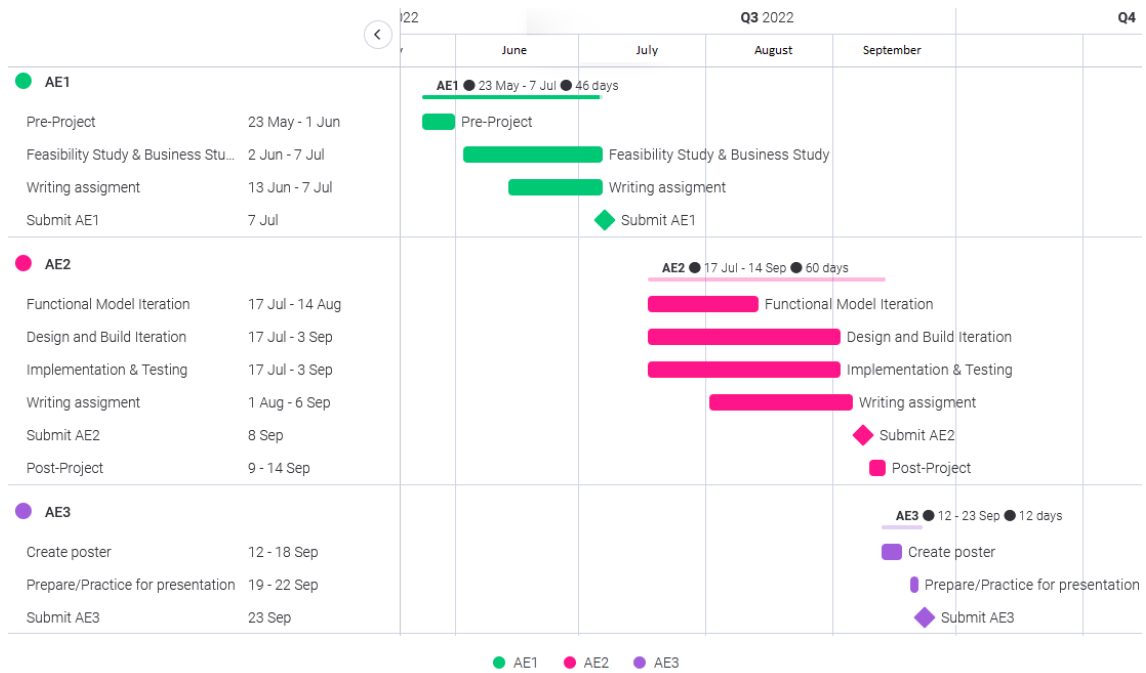 022 Q3 2022 Q4
June July August September
AE1
AE1 ● 23 May - 7 Jul ● 46 days
Pre-Project 23 May - 1 Jun Pre-Project
Feasibility Study & Business Stu... 2 Jun - 7 Jul Feasibility Study & Business Study
Writing assigment 13 Jun - 7 Jul Writing assigment
Submit AE1 7 Jul Submit AE1
AE2
AE2 ● 17 Jul - 14 Sep ● 60 days
Functional Model Iteration 17 Jul - 14 Aug Functional Model Iteration
Design and Build Iteration 17 Jul - 3 Sep Design and Build Iteration
Implementation & Testing 17 Jul - 3 Sep Implementation & Testing
Writing assigment 1 Aug - 6 Sep Writing assigment
Submit AE2 8 Sep Submit AE2
Post-Project 9 - 14 Sep Post-Project
AE3
AE3 ● 12 - 23 Sep ● 12 days
Create poster 12 - 18 Sep Create poster
Prepare/Practice for presentation 19 - 22 Sep Prepare/Practice for presentation
Submit AE3 23 Sep Submit AE3
AE1 AE2 AE3